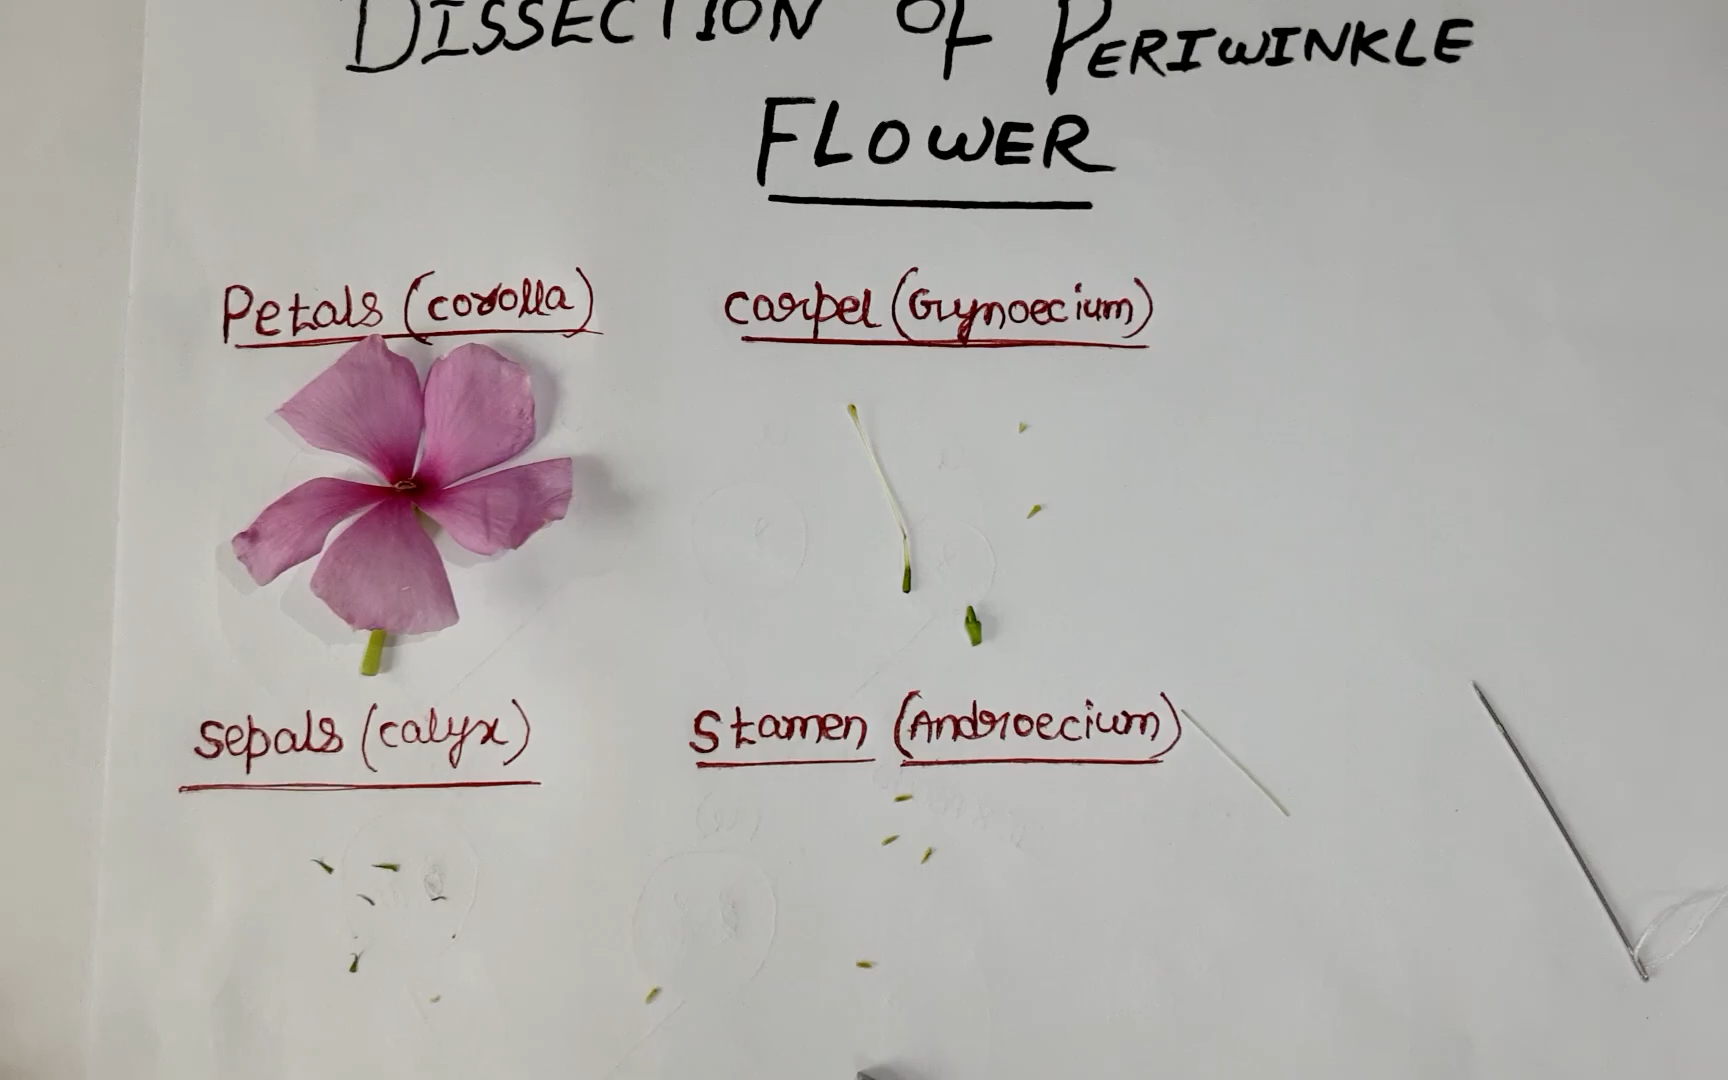 DISSECTION OF PERIWINKLE
FLOWER
Petals (corolla)
carpel (Gynoecium)
sepals (calyx)
Stamen (Androecium)